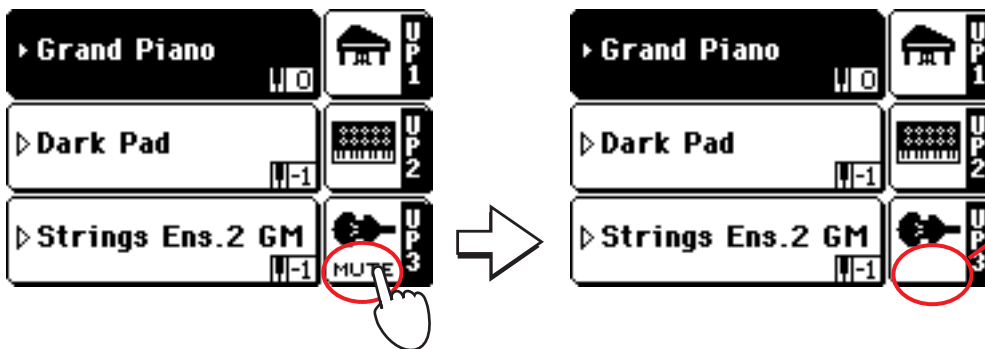 Grand Piano
0
UP1
Dark Pad
-1
UP2
Strings Ens.2 GM
-1
MUTE
UP3
Grand Piano
0
UP1
Dark Pad
-1
UP2
Strings Ens.2 GM
-1
UP3